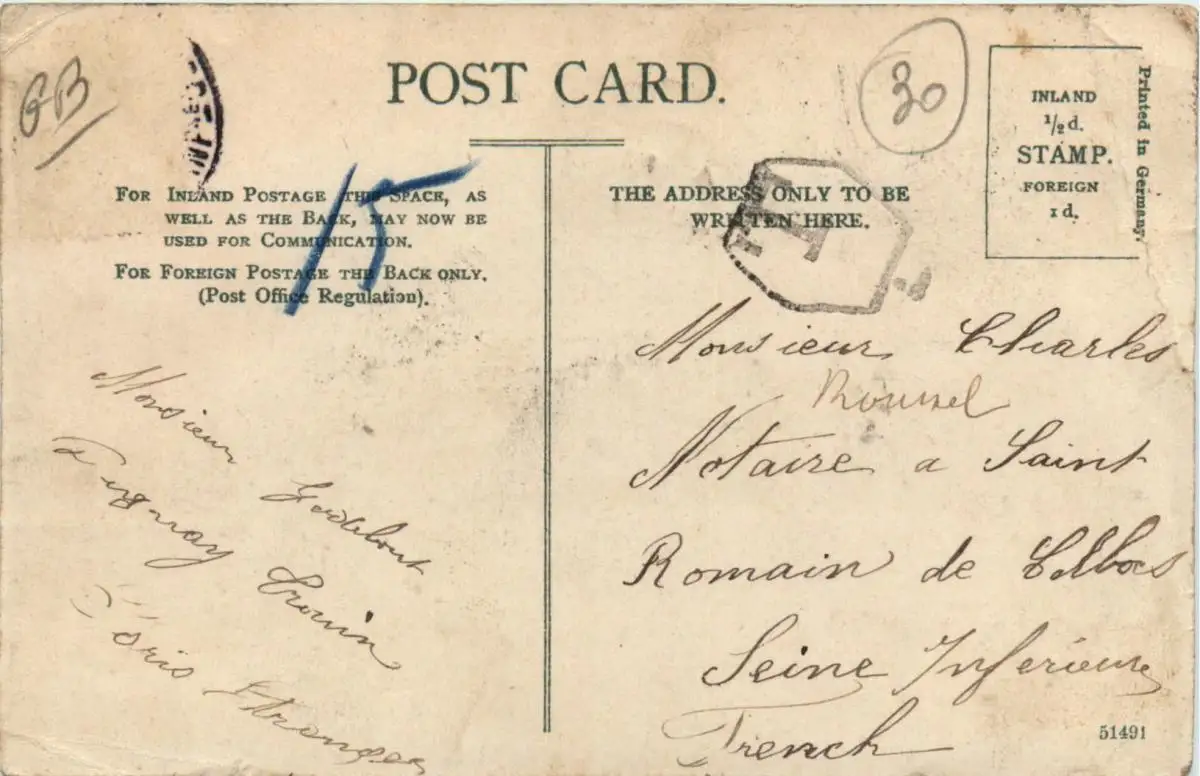 GB
POST CARD.
30
INLAND
½d.
STAMP.
FOREIGN
1d.
Printed in Germany.
15
FOR INLAND POSTAGE THIS SPACE, AS
WELL AS THE BACK, MAY NOW BE
USED FOR COMMUNICATION.
FOR FOREIGN POSTAGE THE BACK ONLY.
(Post Office Regulation).
THE ADDRESS ONLY TO BE
WRITTEN HERE.
T
L
Monsieur
Monsieur Charles
Roussel
Notaire a Saint
Romain de
Seine Inférieure
French
51491